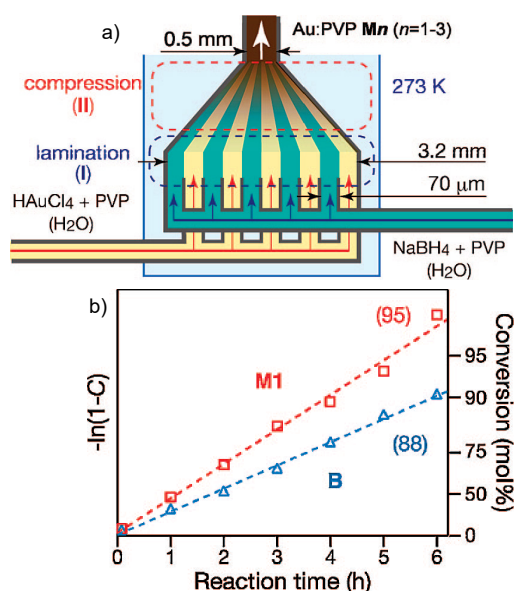 a)
Au:PVP Mn (n=1-3)
0.5 mm
compression
(II)
273 K
lamination
(I)
3.2 mm
HAuCl4 + PVP
(H2O)
70 μm
NaBH4 + PVP
(H2O)
b)
(95)
M1
(88)
B
-ln(1-C)
Conversion (mol%)
95
90
75
50
0
0 1 2 3 4 5 6
Reaction time (h)